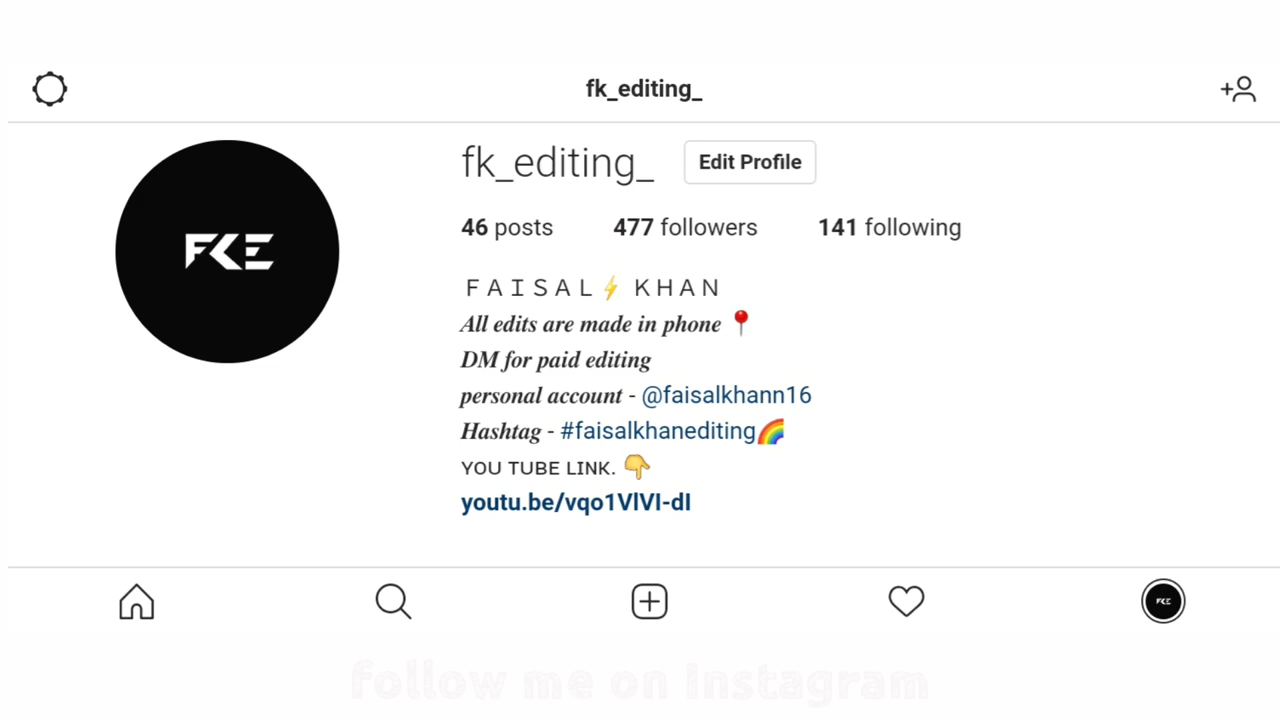 fk_editing_
FKE
fk_editing_ Edit Profile
46 posts 477 followers 141 following
FAISAL⚡KHAN
All edits are made in phone 📍
DM for paid editing
personal account - @faisalkhann16
Hashtag - #faisalkhanediting🌈
YOU TUBE LINK. 👇
youtu.be/vqo1VlVI-dI
FKE
follow me on Instagram